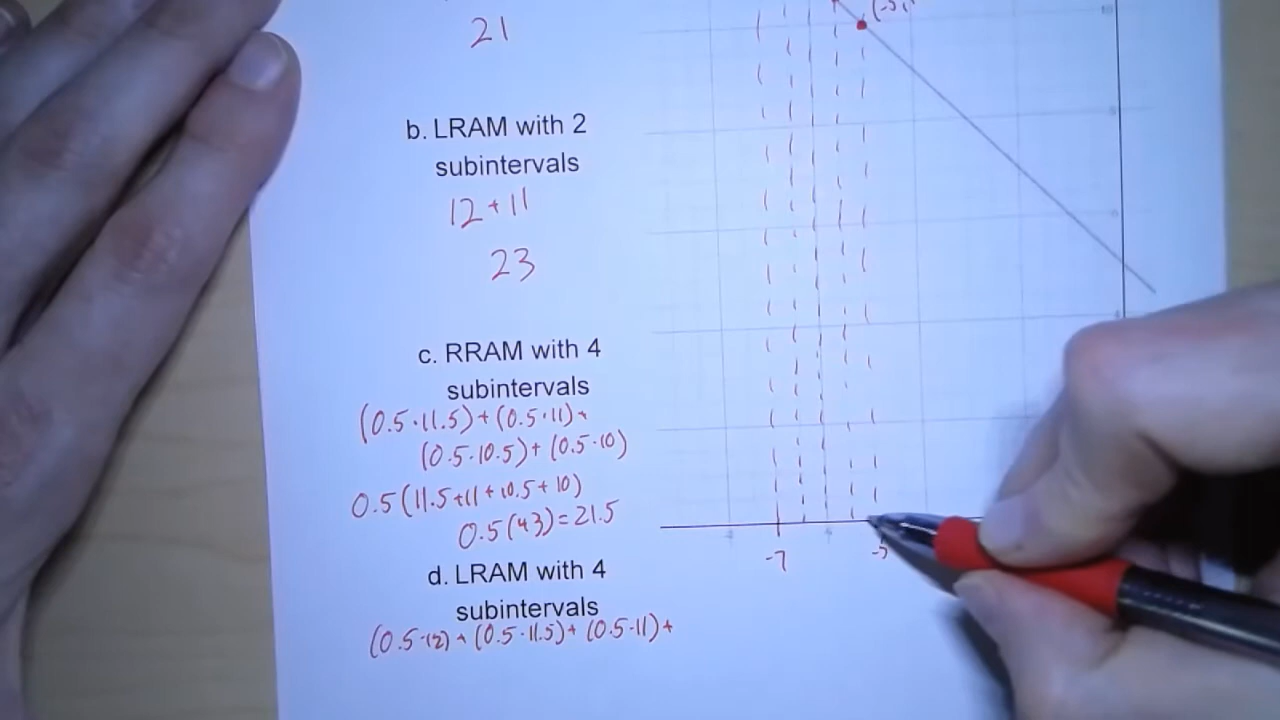 21
b. LRAM with 2
subintervals
12 + 11
23
c. RRAM with 4
subintervals
(0.5·11.5) + (0.5·11) +
(0.5·10.5) + (0.5·10)
0.5(11.5+11+10.5+10)
0.5(43)=21.5
d. LRAM with 4
subintervals
(0.5·12) + (0.5·11.5) + (0.5·11) +
10
-7
-5